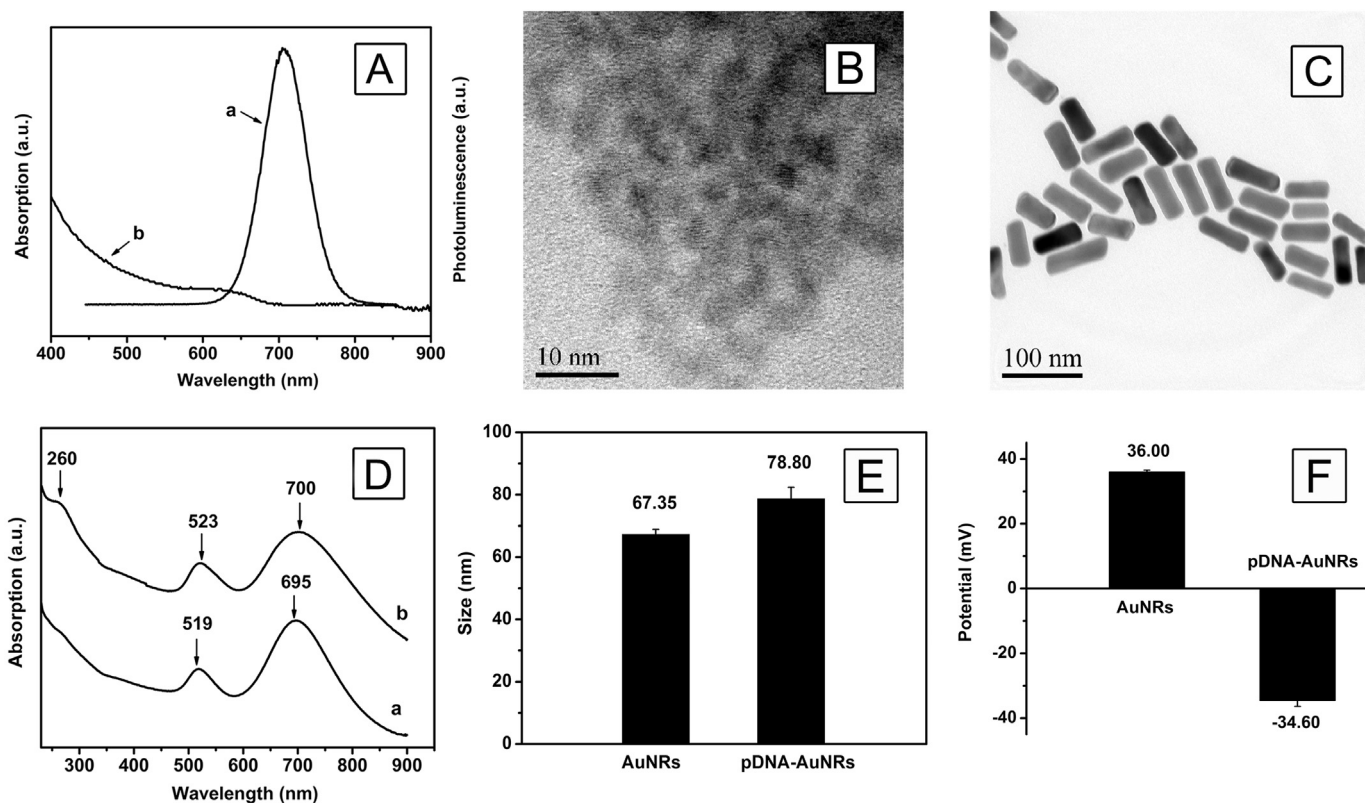 A
a
b
Absorption (a.u.)
Photoluminescence (a.u.)
400 500 600 700 800 900
Wavelength (nm)
B
10 nm
C
100 nm
D
260
523
700
b
519
695
a
Absorption (a.u.)
300 400 500 600 700 800 900
Wavelength (nm)
E
100
80
60
40
20
0
Size (nm)
67.35
78.80
AuNRs pDNA-AuNRs
F
40
20
0
-20
-40
Potential (mV)
36.00
pDNA-AuNRs
AuNRs
-34.60